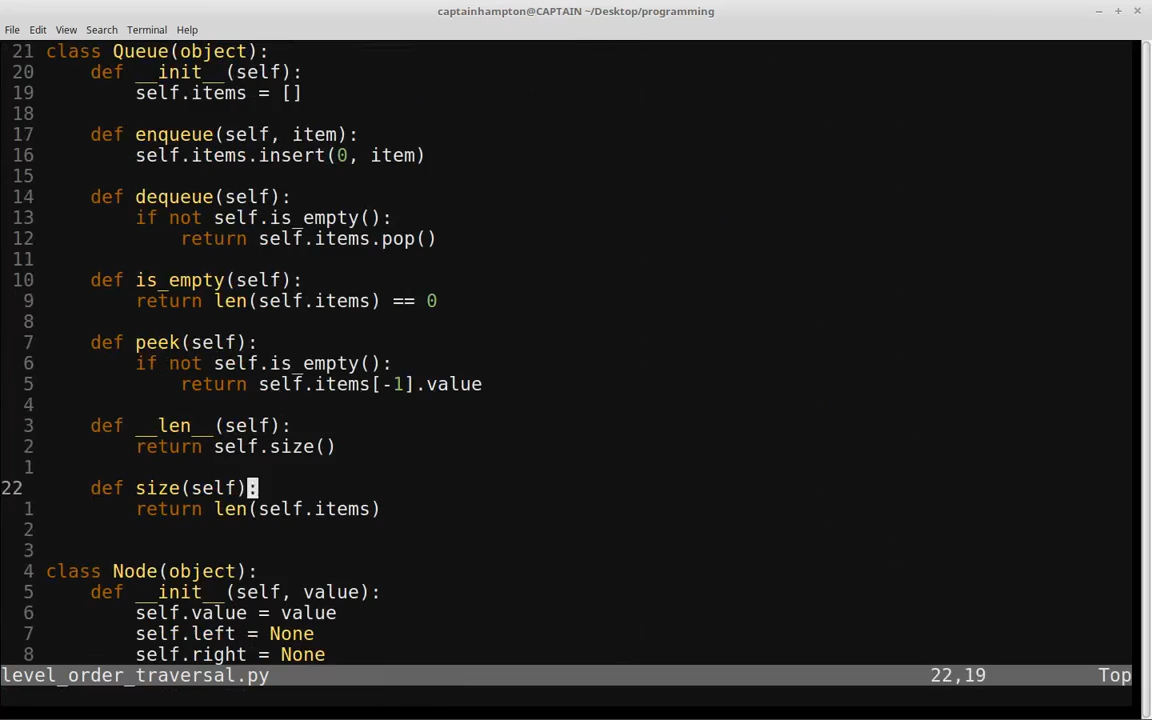 captainhampton@CAPTAIN ~/Desktop/programming
File Edit View Search Terminal Help
21 class Queue(object):
20     def __init__(self):
19         self.items = []
18
17     def enqueue(self, item):
16         self.items.insert(0, item)
15
14     def dequeue(self):
13         if not self.is_empty():
12             return self.items.pop()
11
10     def is_empty(self):
9         return len(self.items) == 0
8
7     def peek(self):
6         if not self.is_empty():
5             return self.items[-1].value
4
3     def __len__(self):
2         return self.size()
1
22     def size(self):
1         return len(self.items)
2
3
4 class Node(object):
5     def __init__(self, value):
6         self.value = value
7         self.left = None
8         self.right = None
level_order_traversal.py 22,19 Top